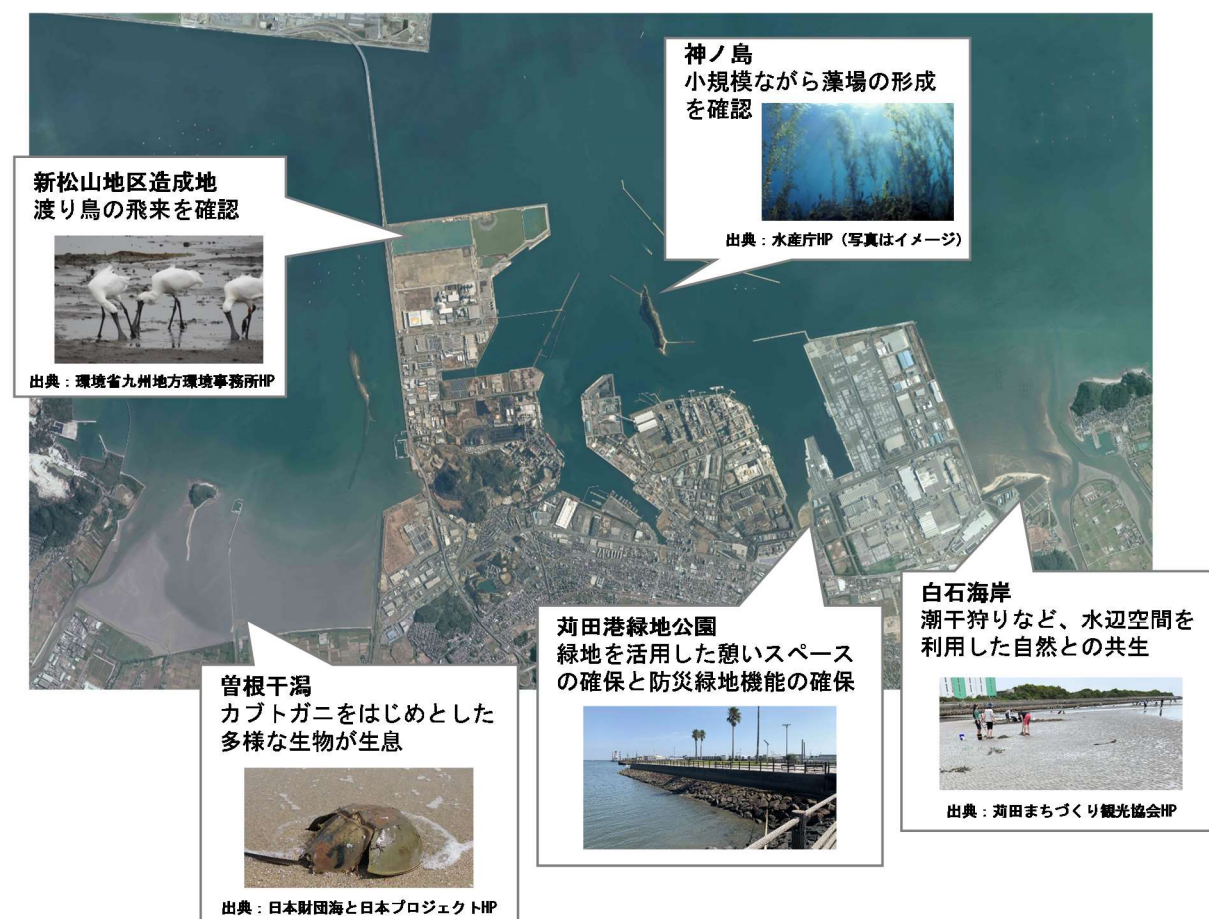 神ノ島
小規模ながら藻場の形成
を確認
出典：水産庁HP（写真はイメージ）
新松山地区造成地
渡り鳥の飛来を確認
出典：環境省九州地方環境事務所HP
曽根干潟
カブトガニをはじめとした
多様な生物が生息
出典：日本財団海と日本プロジェクトHP
苅田港緑地公園
緑地を活用した憩いスペース
の確保と防災緑地機能の確保
白石海岸
潮干狩りなど、水辺空間を
利用した自然との共生
出典：苅田まちづくり観光協会HP